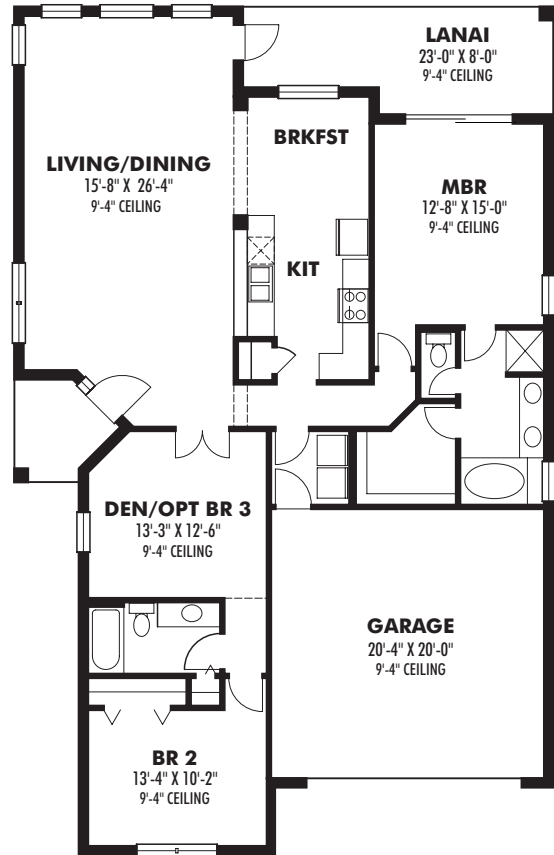 LANAI
23'-0" X 8'-0"
9'-4" CEILING
BRKFST
LIVING/DINING
15'-8" X 26'-4"
9'-4" CEILING
MBR
12'-8" X 15'-0"
9'-4" CEILING
KIT
DEN/OPT BR 3
13'-3" X 12'-6"
9'-4" CEILING
GARAGE
20'-4" X 20'-0"
9'-4" CEILING
BR 2
13'-4" X 10'-2"
9'-4" CEILING